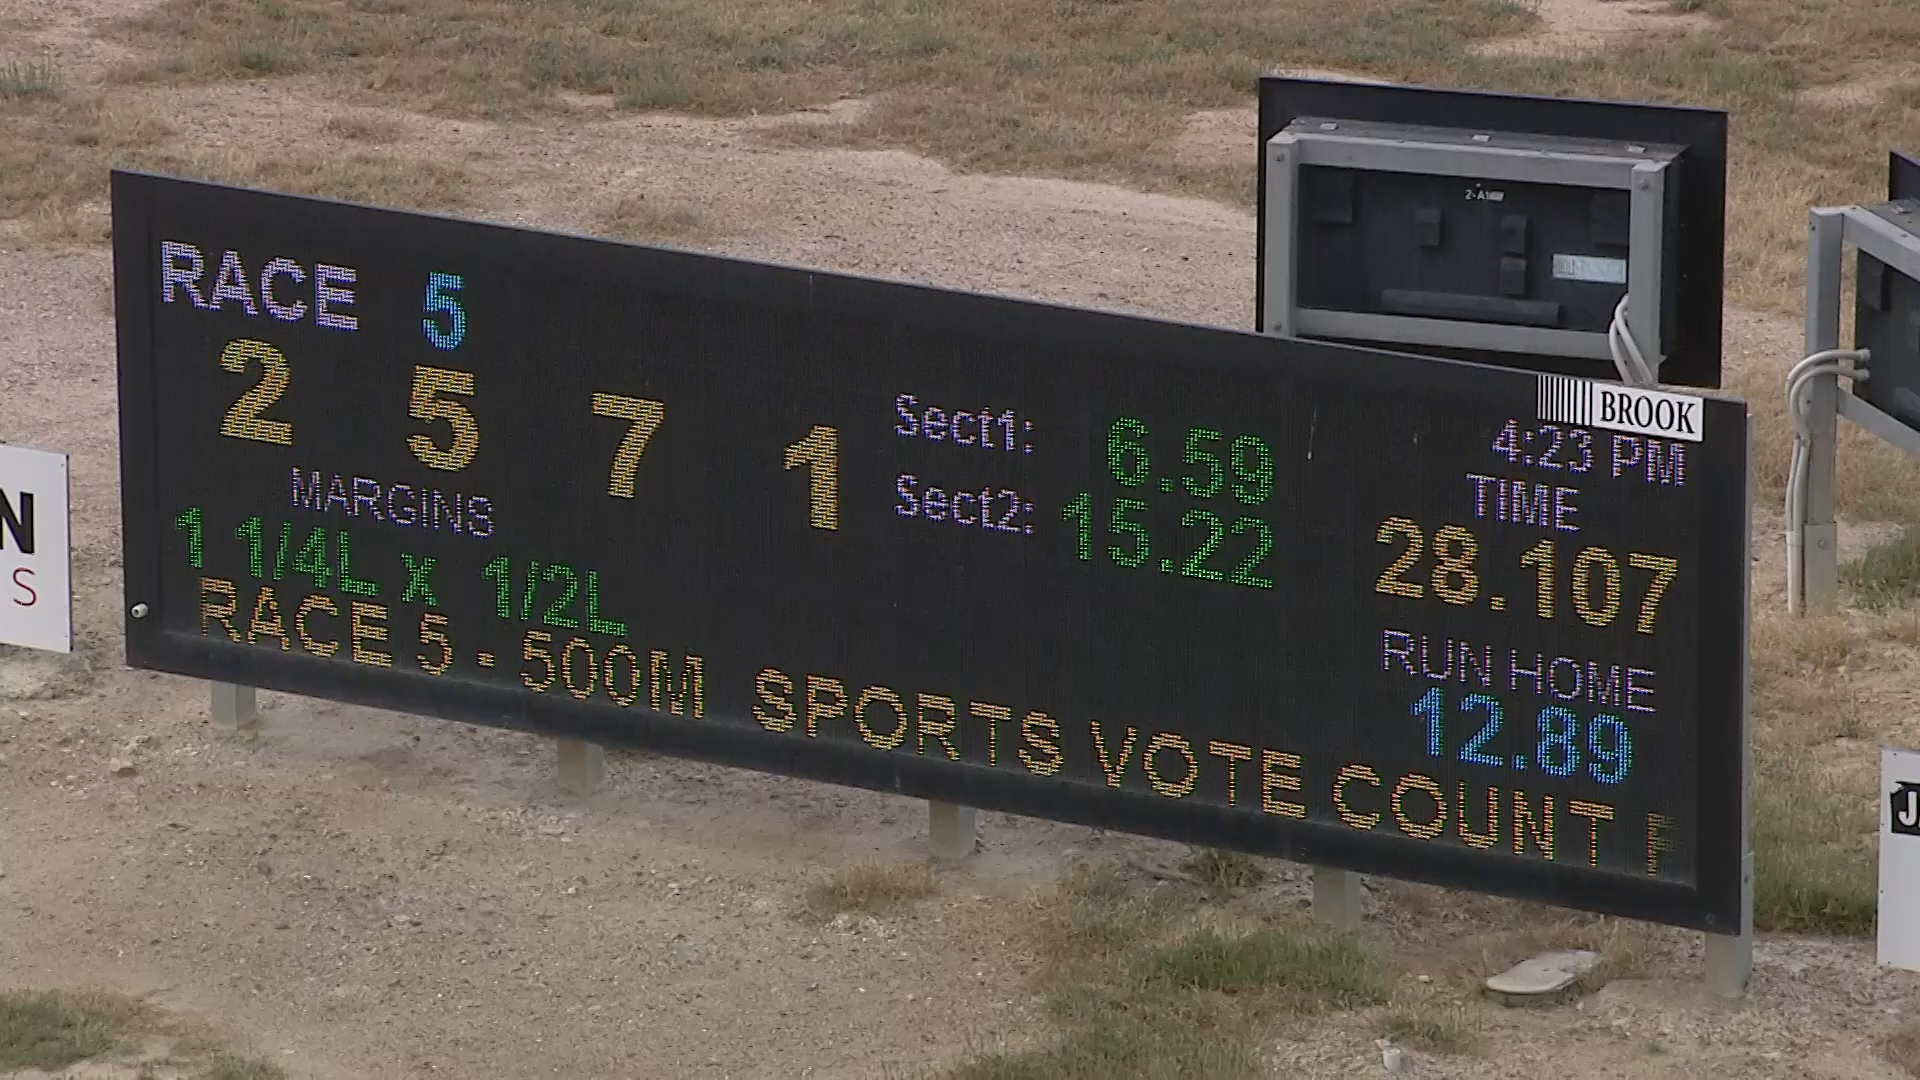 RACE 5
2 5 7 1
MARGINS
1 1/4L X 1/2L
Sect1: 6.59
Sect2: 15.22
BROOK
4:23 PM
TIME
28.107
RUN HOME
12.89
RACE 5 - 500M SPORTS VOTE COUNT
N
S